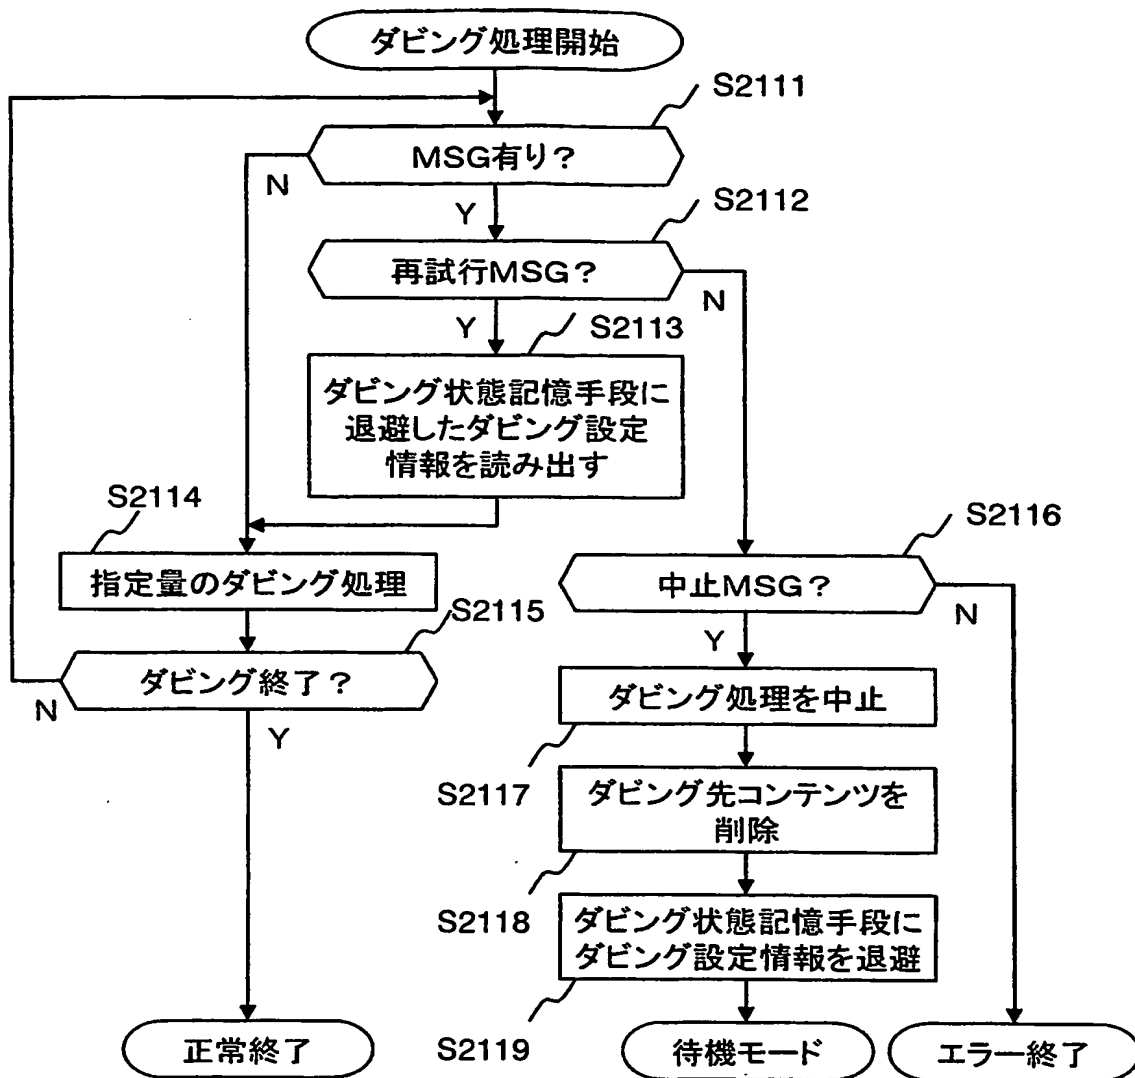 ダビング処理開始
S2111
MSG有り?
N
Y
S2112
再試行MSG?
N
Y
S2113
ダビング状態記憶手段に
退避したダビング設定
情報を読み出す
S2114
S2116
指定量のダビング処理
中止MSG?
N
S2115
Y
ダビング終了?
ダビング処理を中止
N
Y
S2117
ダビング先コンテンツを
削除
S2118
ダビング状態記憶手段に
ダビング設定情報を退避
S2119
正常終了
待機モード
エラー終了